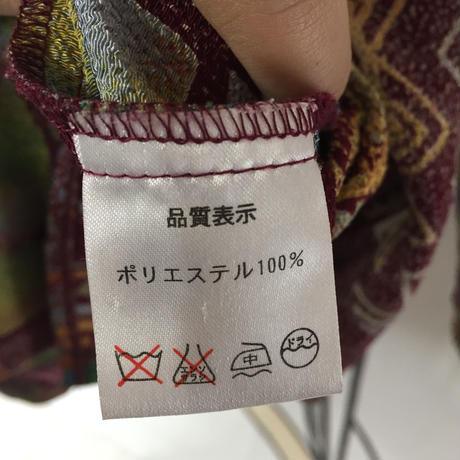 品質表示
ポリエステル100%
エンソ
サラシ
中
ドライ